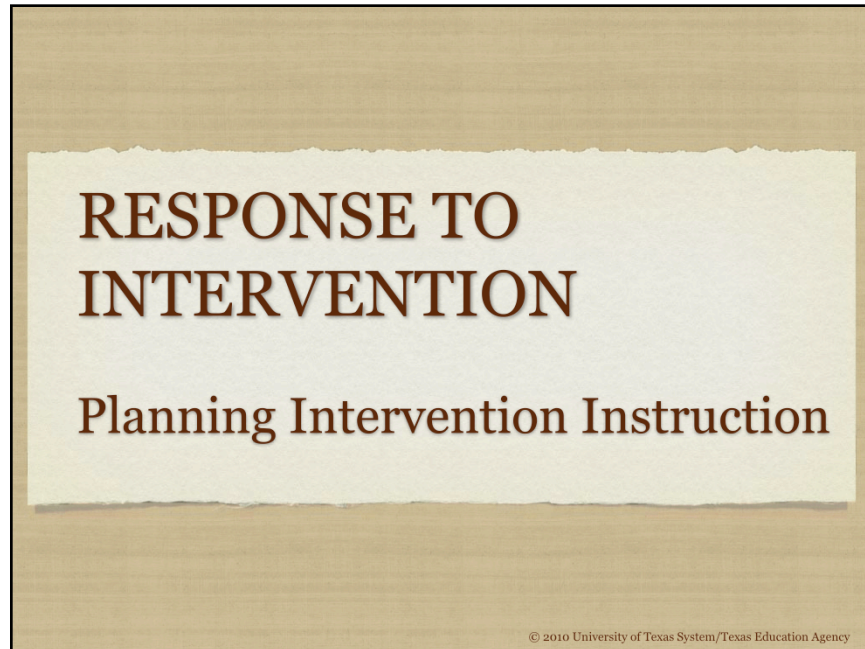 RESPONSE TO
INTERVENTION
Planning Intervention Instruction
© 2010 University of Texas System/Texas Education Agency